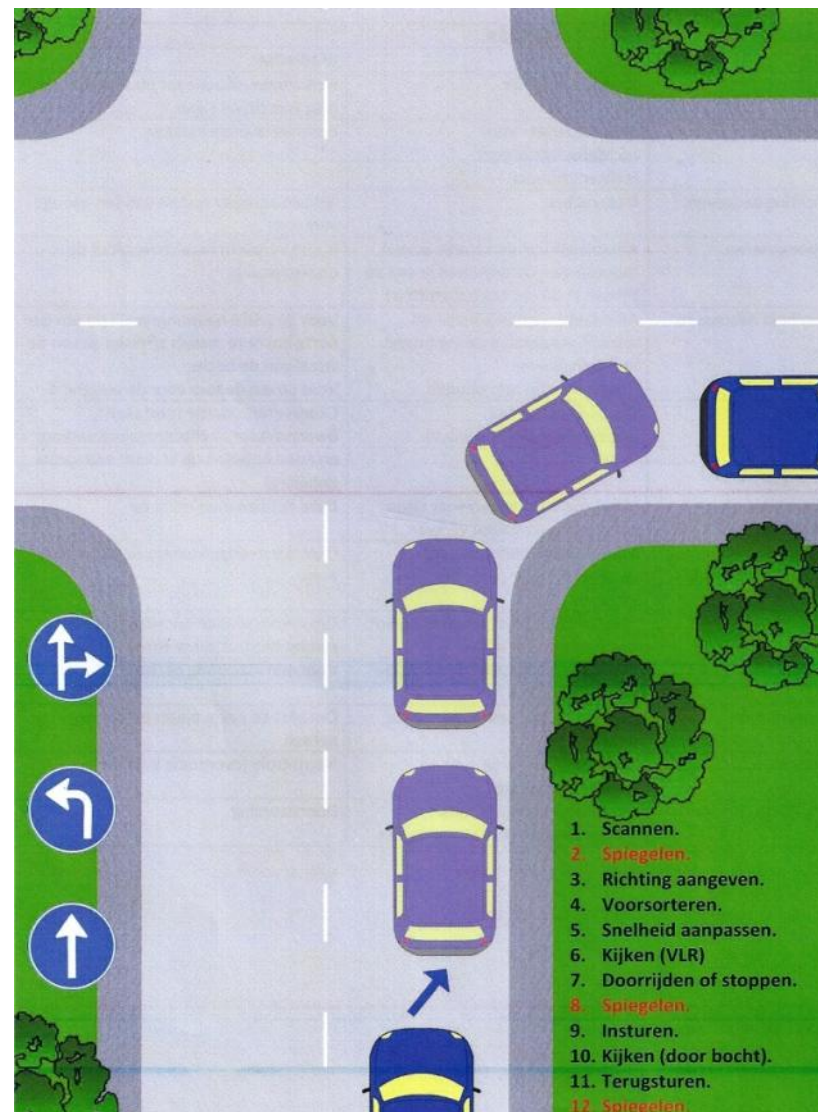 1. Scannen.
2. Spiegelen.
3. Richting aangeven.
4. Voorsorteren.
5. Snelheid aanpassen.
6. Kijken (VLR)
7. Doorrijden of stoppen.
8. Spiegelen.
9. Insturen.
10. Kijken (door bocht).
11. Terugsturen.
12. Spiegelen.